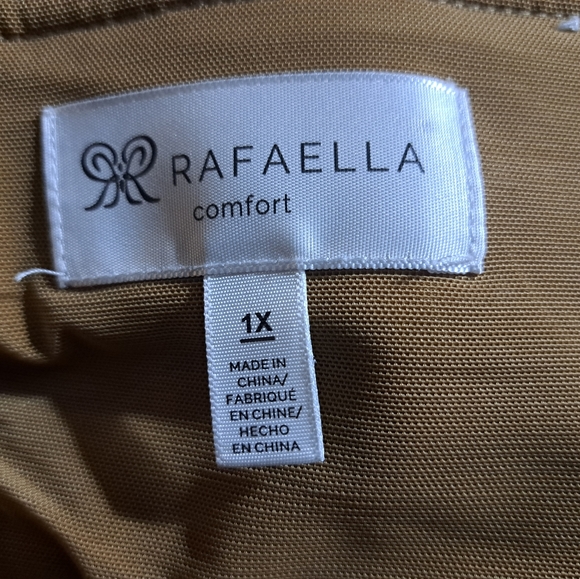 RAFAELLA
comfort
1X
MADE IN
CHINA/
FABRIQUÉ
EN CHINE/
HECHO
EN CHINA